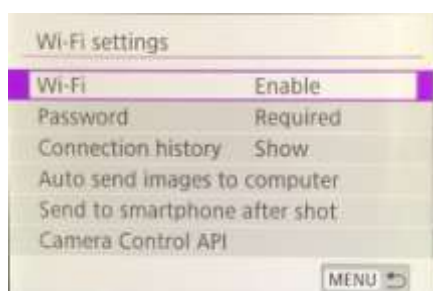 Wi-Fi settings
Wi-Fi Enable
Password Required
Connection history Show
Auto send images to computer
Send to smartphone after shot
Camera Control API
MENU